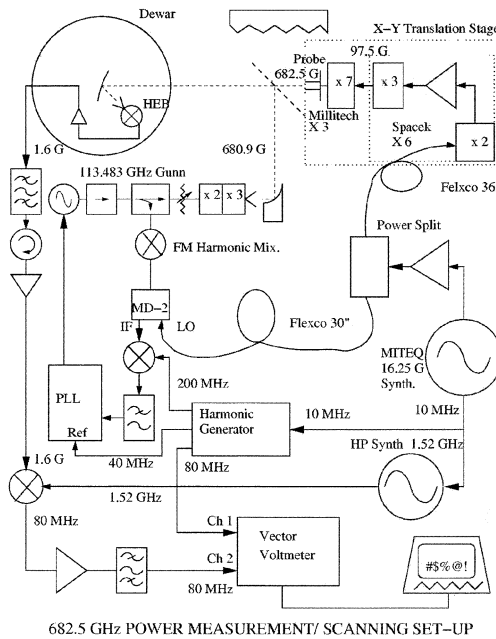 Dewar
X-Y Translation Stage
Probe
682.5 G
97.5 G
x 7
x 3
HEB
Millitech
X 3
Spacek
X 6
x 2
1.6 G
680.9 G
Felxco 36
113.483 GHz Gunn
x 2
x 3
Power Split
FM Harmonic Mix.
MD-2
IF
LO
Flexco 30"
MITEQ
16.25 G
Synth.
200 MHz
PLL
Ref
Harmonic
Generator
10 MHz
10 MHz
40 MHz
80 MHz
HP Synth 1.52 GHz
1.6 G
1.52 GHz
80 MHz
Ch 1
Vector
Voltmeter
Ch 2
80 MHz
#$%@!
682.5 GHz POWER MEASUREMENT/ SCANNING SET-UP